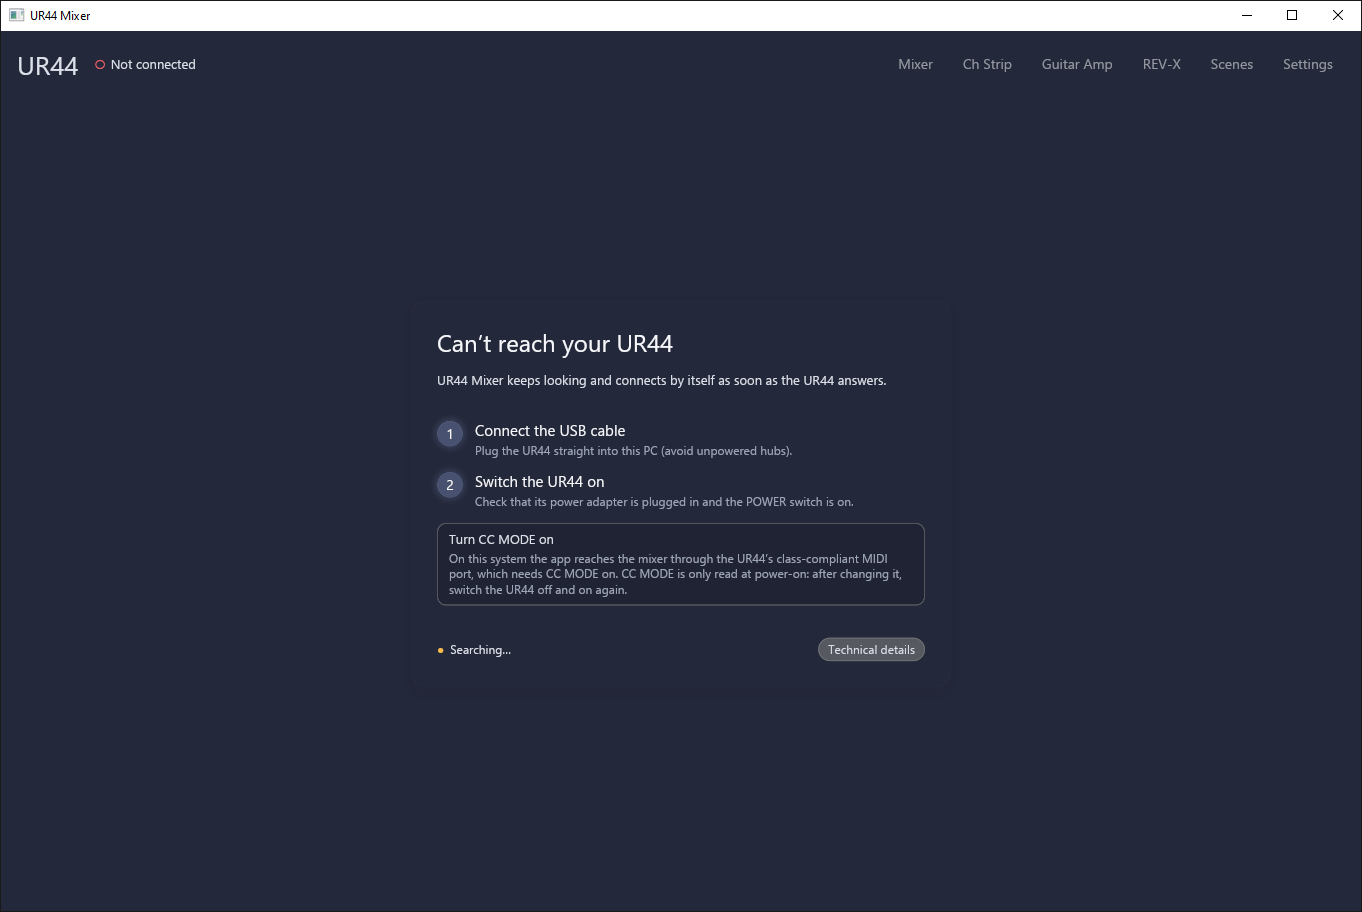 UR44 Mixer
UR44
Not connected
Mixer
Ch Strip
Guitar Amp
REV-X
Scenes
Settings
Can’t reach your UR44
UR44 Mixer keeps looking and connects by itself as soon as the UR44 answers.
1
Connect the USB cable
Plug the UR44 straight into this PC (avoid unpowered hubs).
2
Switch the UR44 on
Check that its power adapter is plugged in and the POWER switch is on.
Turn CC MODE on
On this system the app reaches the mixer through the UR44’s class-compliant MIDI
port, which needs CC MODE on. CC MODE is only read at power-on: after changing it,
switch the UR44 off and on again.
Searching...
Technical details